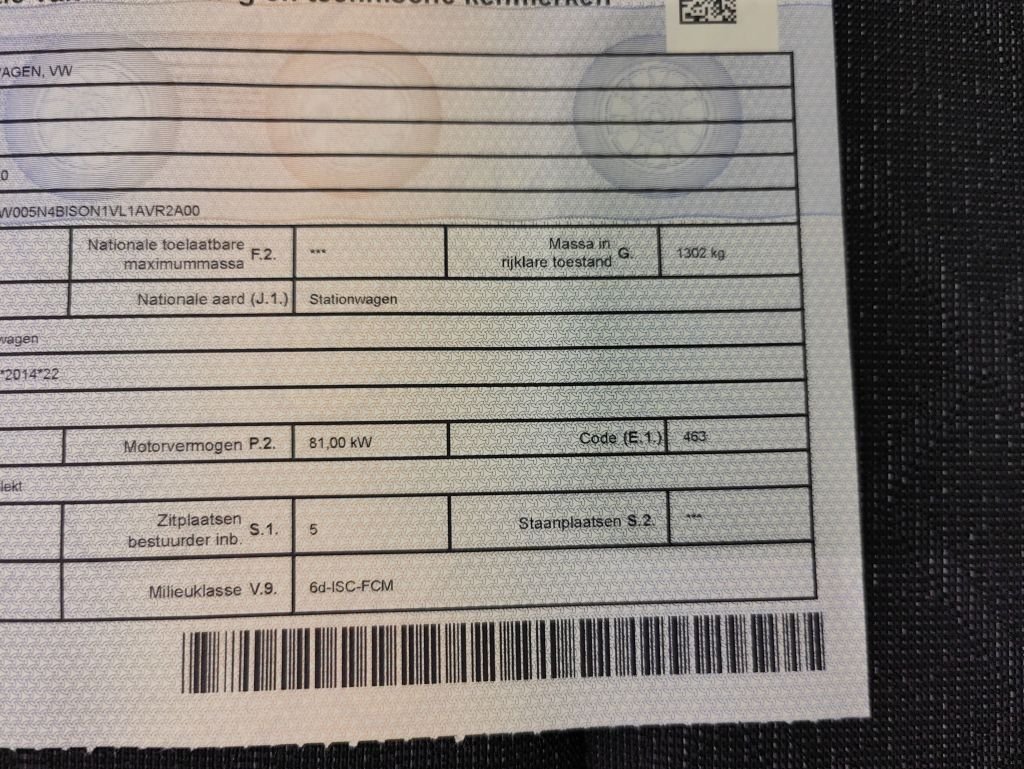 technische kenmerken
AGEN, VW
0
W005N4BISON1VL1AVR2A00
Nationale toelaatbare
maximummassa F.2. *** Massa in
rijklare toestand G. 1302 kg
Nationale aard (J.1.) Stationwagen
wagen
*2014*22
Motorvermogen P.2. 81,00 kW Code (E.1.) 463
lekt
Zitplaatsen
bestuurder inb. S.1. 5 Staanplaatsen S.2. ***
Milieuklasse V.9. 6d-ISC-FCM